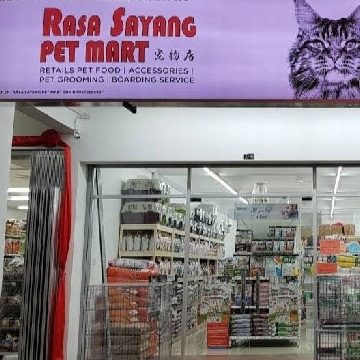 RASA SAYANG
PET MART 宠物店
RETAILS PET FOOD | ACCESSORIES |
PET GROOMING | BOARDING SERVICE